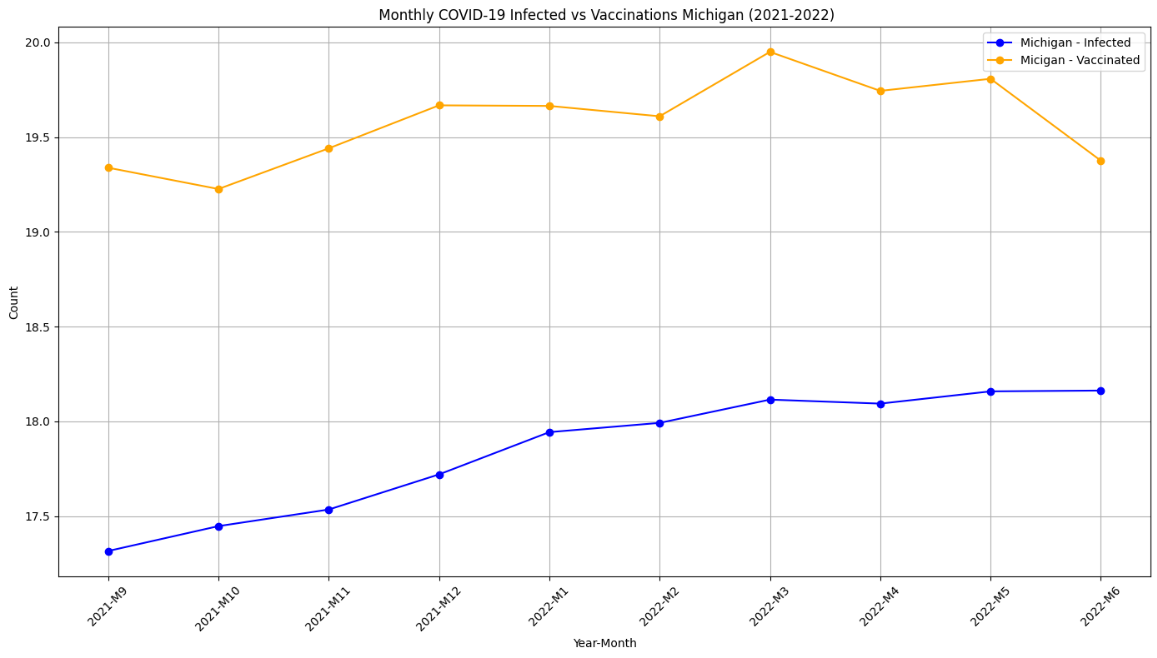 Monthly COVID-19 Infected vs Vaccinations Michigan (2021-2022)
Michigan - Infected
Micigan - Vaccinated
Count
20.0
19.5
19.0
18.5
18.0
17.5
2021-M9
2021-M10
2021-M11
2021-M12
2022-M1
2022-M2
2022-M3
2022-M4
2022-M5
2022-M6
Year-Month